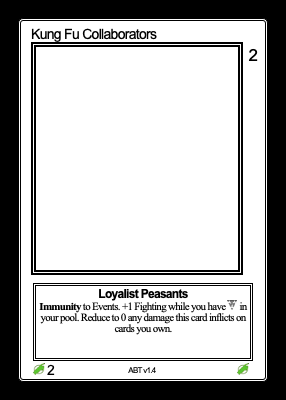 Kung Fu Collaborators
2
Loyalist Peasants
Immunity to Events. +1 Fighting while you have in
your pool. Reduce to 0 any damage this card inflicts on
cards you own.
2
ABT v1.4